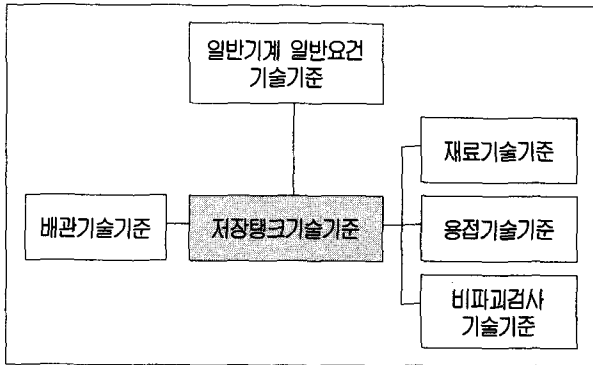 일반기계 일반요건
기술기준
재료기술기준
배관기술기준
저장탱크기술기준
용접기술기준
비파괴검사
기술기준